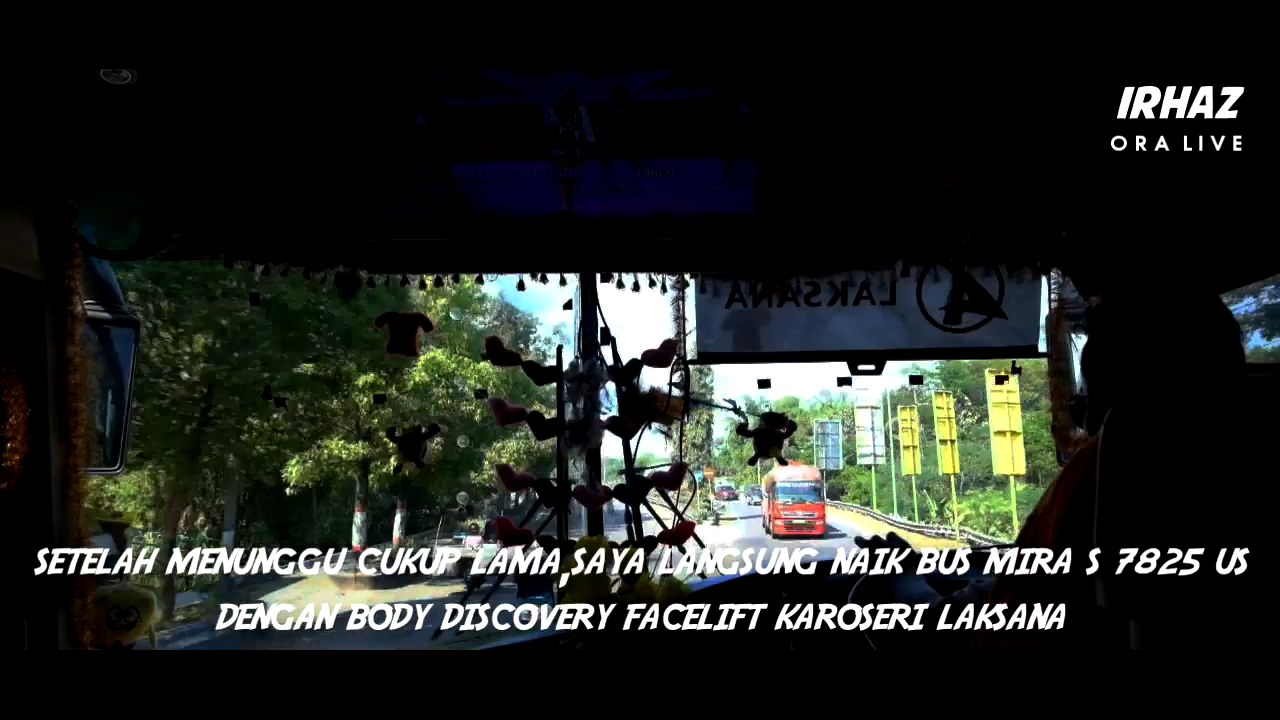 IRHAZ
ORA LIVE
LAKSANA
SETELAH MENUNGGU CUKUP LAMA,SAYA LANGSUNG NAIK BUS MIRA S 7825 US
DENGAN BODY DISCOVERY FACELIFT KAROSERI LAKSANA